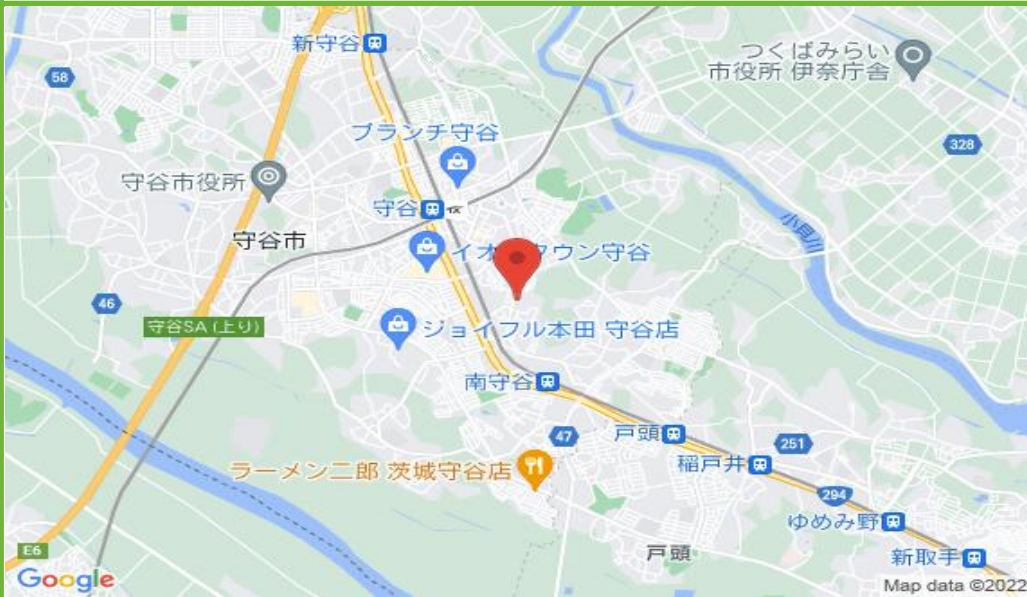 新守谷
つくばみらい
市役所 伊奈庁舎
58
ブランチ守谷
328
守谷市役所
守谷
守谷市
小貝川
イオ タウン守谷
46
守谷SA (上り)
ジョイフル本田 守谷店
南守谷
戸頭
47
251
稲戸井
ラーメン二郎 茨城守谷店
294
ゆめみ野
戸頭
新取手
E6
Google
Map data ©2022